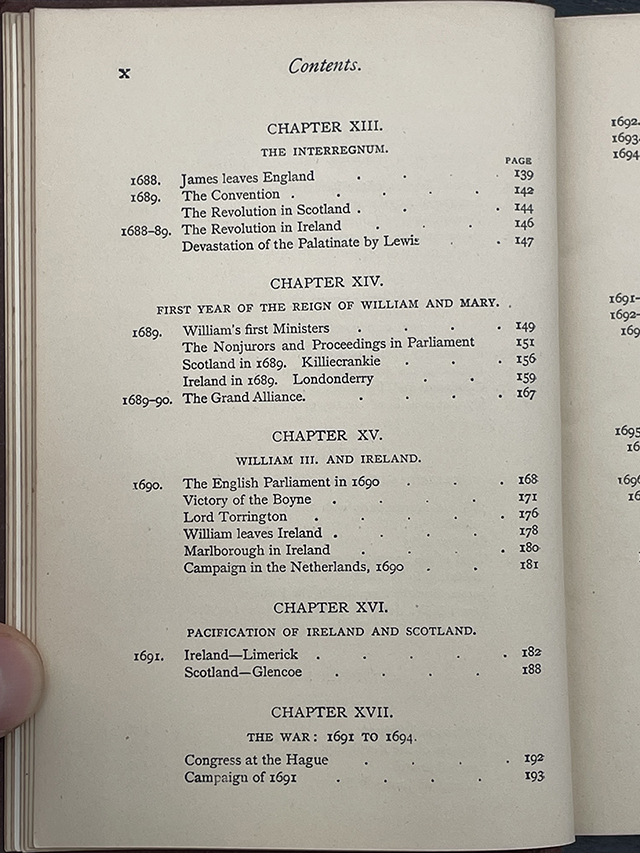 x Contents.
CHAPTER XIII.
THE INTERREGNUM.
PAGE
1688. James leaves England . . . 139
1689. The Convention . . . . . 142
The Revolution in Scotland . . . 144
1688-89. The Revolution in Ireland . . . 146
Devastation of the Palatinate by Lewis . . 147
CHAPTER XIV.
FIRST YEAR OF THE REIGN OF WILLIAM AND MARY.
1689. William's first Ministers . . . . 149
The Nonjurors and Proceedings in Parliament 151
Scotland in 1689. Killiecrankie . . . 156
Ireland in 1689. Londonderry . . 159
1689-90. The Grand Alliance. . . . . 167
CHAPTER XV.
WILLIAM III. AND IRELAND.
1690. The English Parliament in 1690 . . . 168
Victory of the Boyne . . . . 171
Lord Torrington . . . . 176
William leaves Ireland . . . . 178
Marlborough in Ireland . . . . 180
Campaign in the Netherlands, 1690 . . 181
CHAPTER XVI.
PACIFICATION OF IRELAND AND SCOTLAND.
1691. Ireland—Limerick . . . . . 182
Scotland—Glencoe . . . . 188
CHAPTER XVII.
THE WAR: 1691 TO 1694.
Congress at the Hague . . . . 192
Campaign of 1691 . . . . 193
1692.
1693.
1694
1691-
1692-
169
1695
16
1696
16